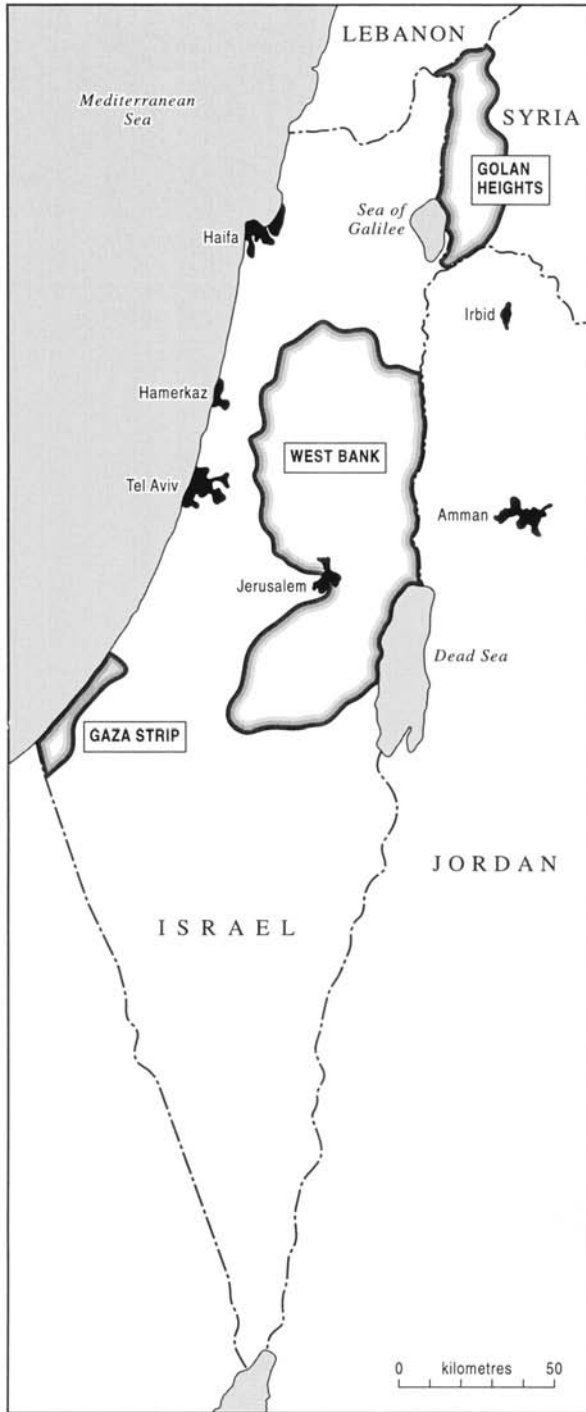 LEBANON
Mediterranean
Sea
SYRIA
GOLAN
HEIGHTS
Sea of
Galilee
Haifa
Irbid
Hamerkaz
WEST BANK
Tel Aviv
Amman
Jerusalem
Dead Sea
GAZA STRIP
JORDAN
ISRAEL
0 kilometres 50